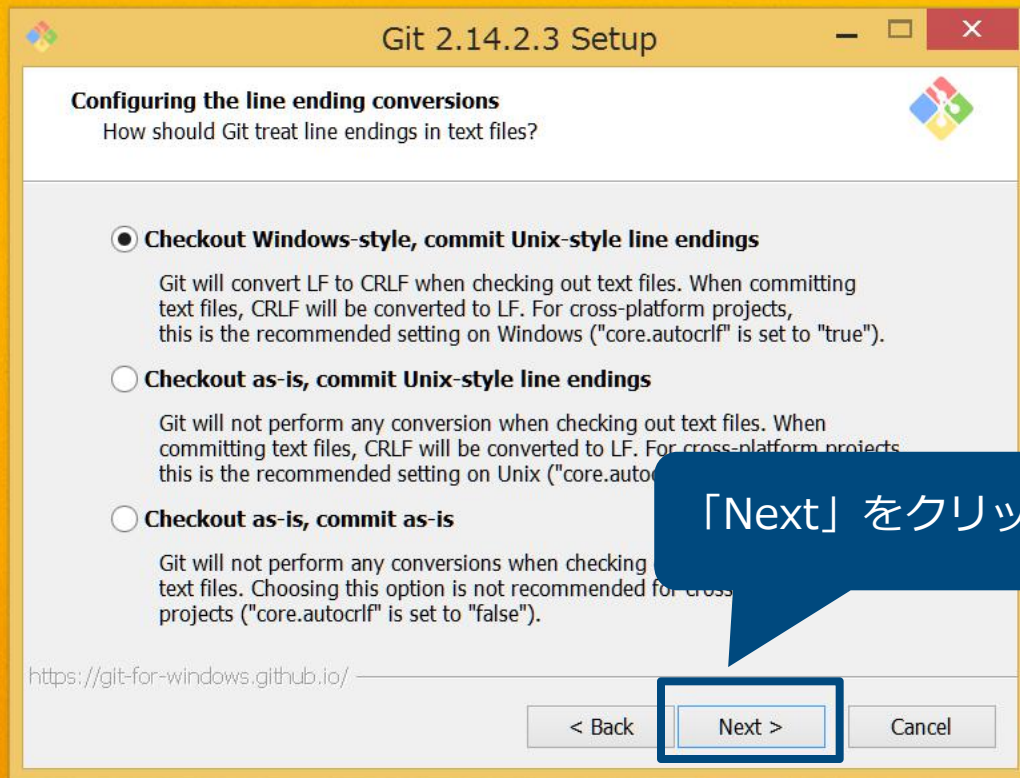 Git 2.14.2.3 Setup
Configuring the line ending conversions
How should Git treat line endings in text files?
Checkout Windows-style, commit Unix-style line endings
Git will convert LF to CRLF when checking out text files. When committing
text files, CRLF will be converted to LF. For cross-platform projects,
this is the recommended setting on Windows ("core.autocrlf" is set to "true").
Checkout as-is, commit Unix-style line endings
Git will not perform any conversion when checking out text files. When
committing text files, CRLF will be converted to LF. For cross-platform projects
this is the recommended setting on Unix
「Next」をクリッ
Checkout as-is, commit as-is
Git will not perform any conversions when checking
text files. Choosing this option is not recommended for cross
projects ("core.autocrlf" is set to "false").
https://git-for-windows.github.io/
< Back
Next >
Cancel